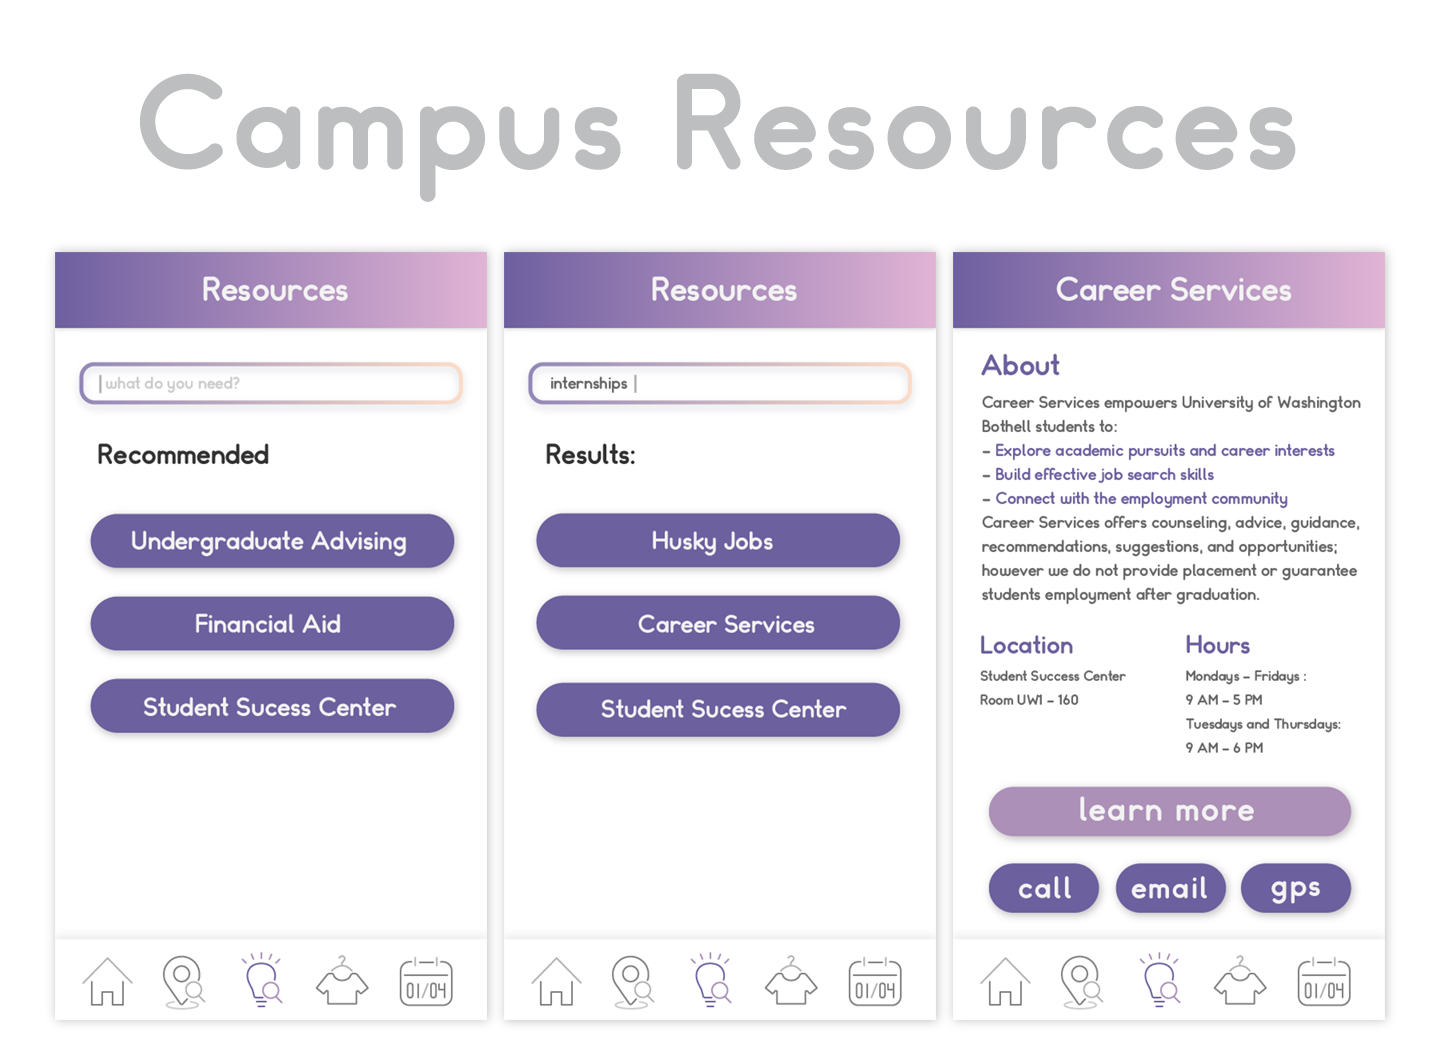 Campus Resources
Resources
what do you need?
Recommended
Undergraduate Advising
Financial Aid
Student Sucess Center
01/04
Resources
internships
Results:
Husky Jobs
Career Services
Student Sucess Center
01/04
Career Services
About
Career Services empowers University of Washington
Bothell students to:
- Explore academic pursuits and career interests
- Build effective job search skills
- Connect with the employment community
Career Services offers counseling, advice, guidance,
recommendations, suggestions, and opportunities;
however we do not provide placement or guarantee
students employment after graduation.
Location
Student Success Center
Room UW1 - 160
Hours
Mondays - Fridays :
9 AM - 5 PM
Tuesdays and Thursdays:
9 AM - 6 PM
learn more
call
email
gps
01/04